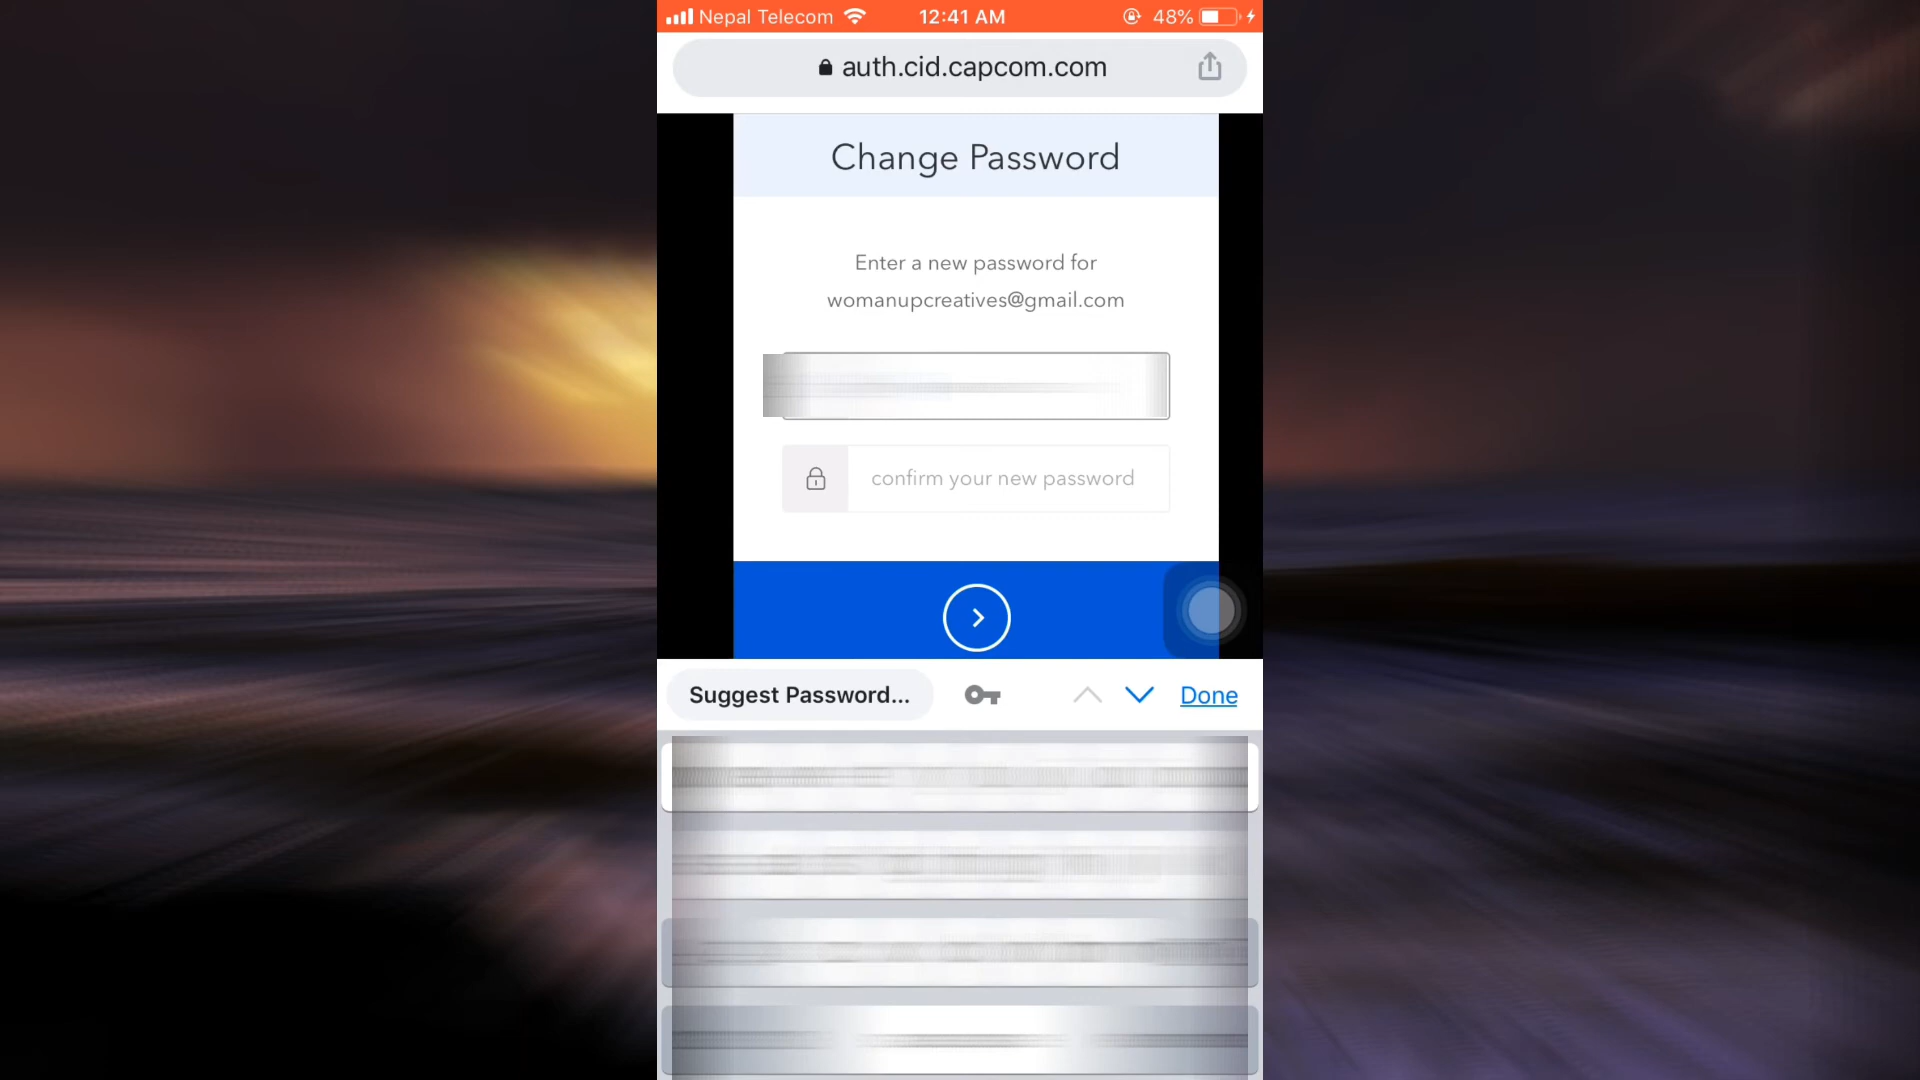 Nepal Telecom 12:41 AM 48%
auth.cid.capcom.com
Change Password
Enter a new password for
womanupcreatives@gmail.com
confirm your new password
Suggest Password... Done